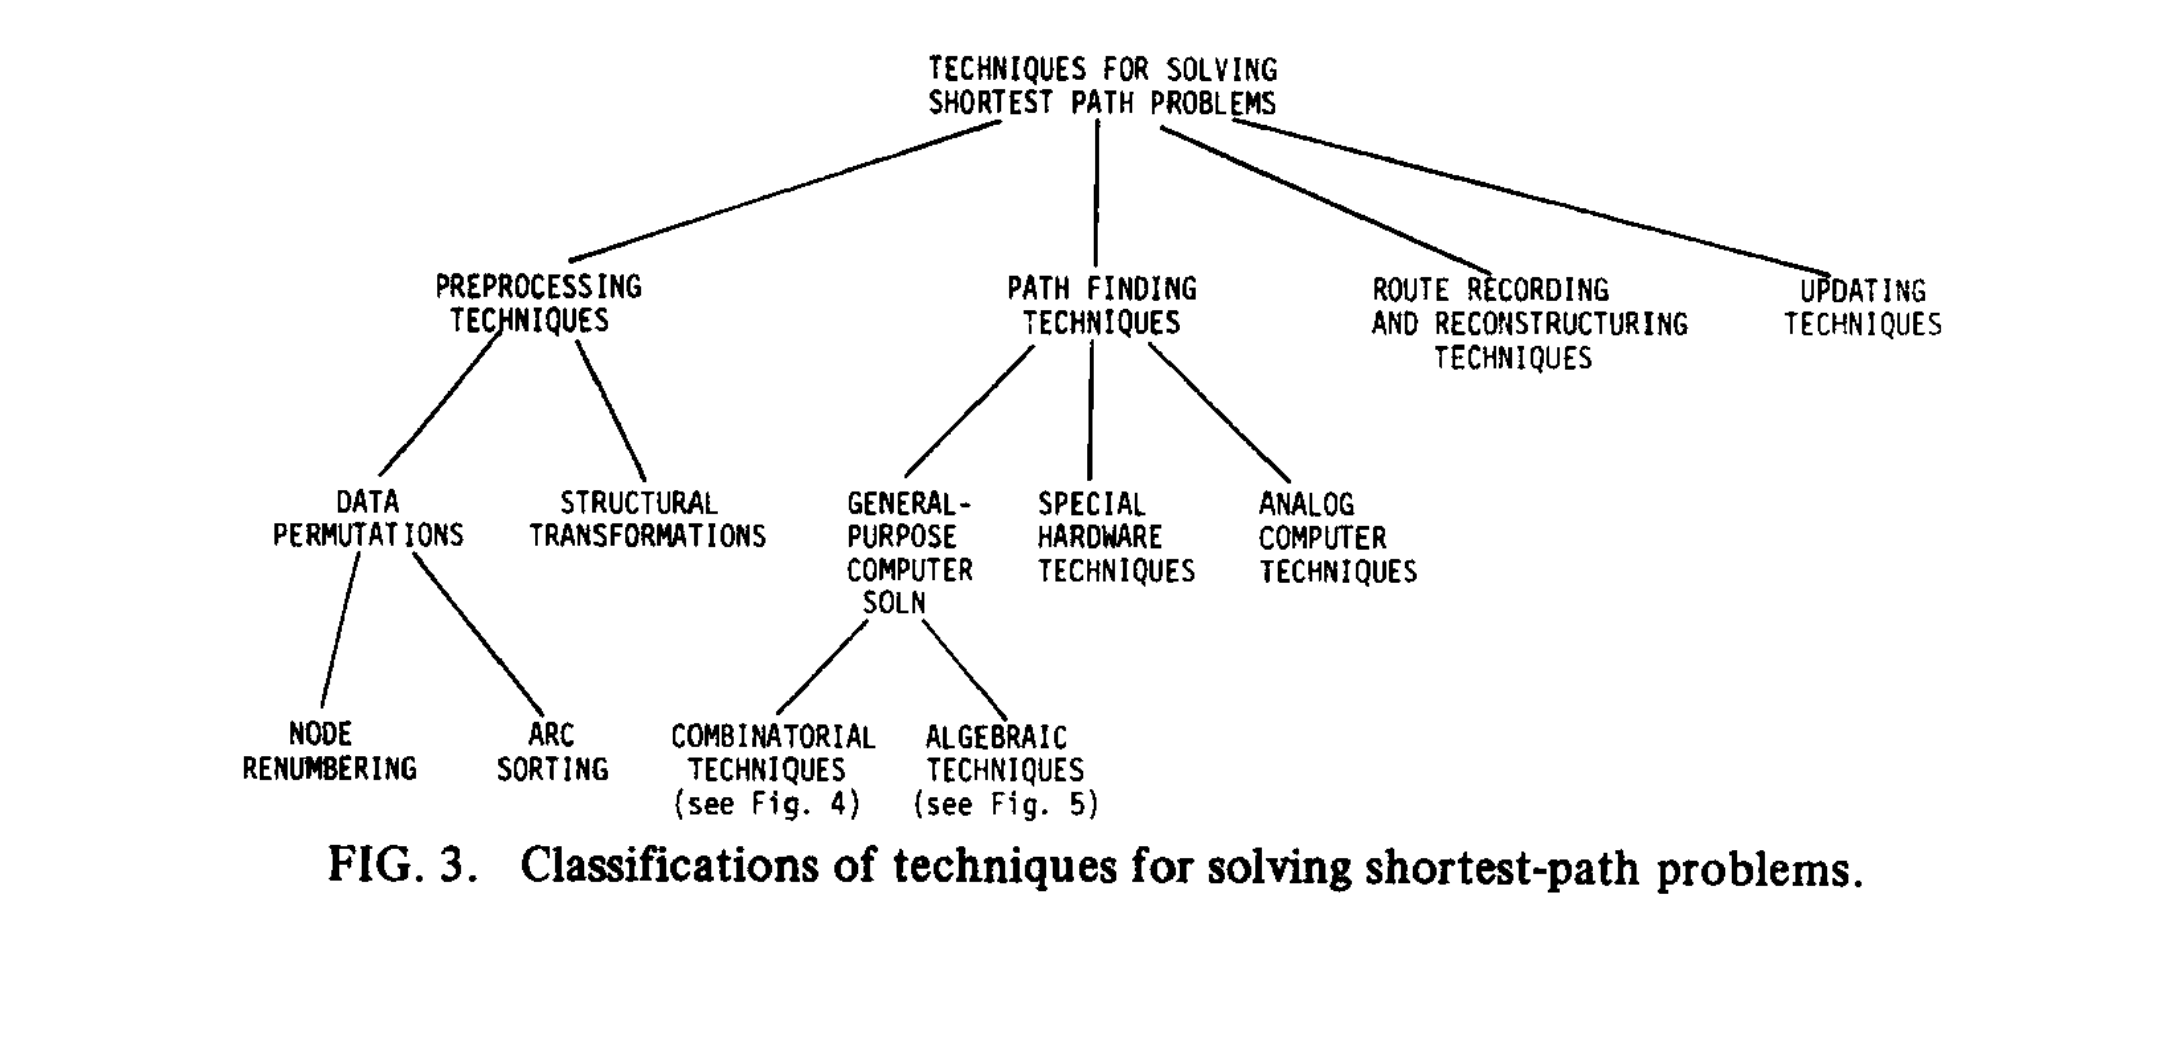 TECHNIQUES FOR SOLVING
SHORTEST PATH PROBLEMS
PREPROCESSING
TECHNIQUES
PATH FINDING
TECHNIQUES
ROUTE RECORDING
AND RECONSTRUCTURING
TECHNIQUES
UPDATING
TECHNIQUES
DATA
PERMUTATIONS
STRUCTURAL
TRANSFORMATIONS
GENERAL-
PURPOSE
COMPUTER
SOLN
SPECIAL
HARDWARE
TECHNIQUES
ANALOG
COMPUTER
TECHNIQUES
NODE
RENUMBERING
ARC
SORTING
COMBINATORIAL
TECHNIQUES
(see Fig. 4)
ALGEBRAIC
TECHNIQUES
(see Fig. 5)
FIG. 3. Classifications of techniques for solving shortest-path problems.